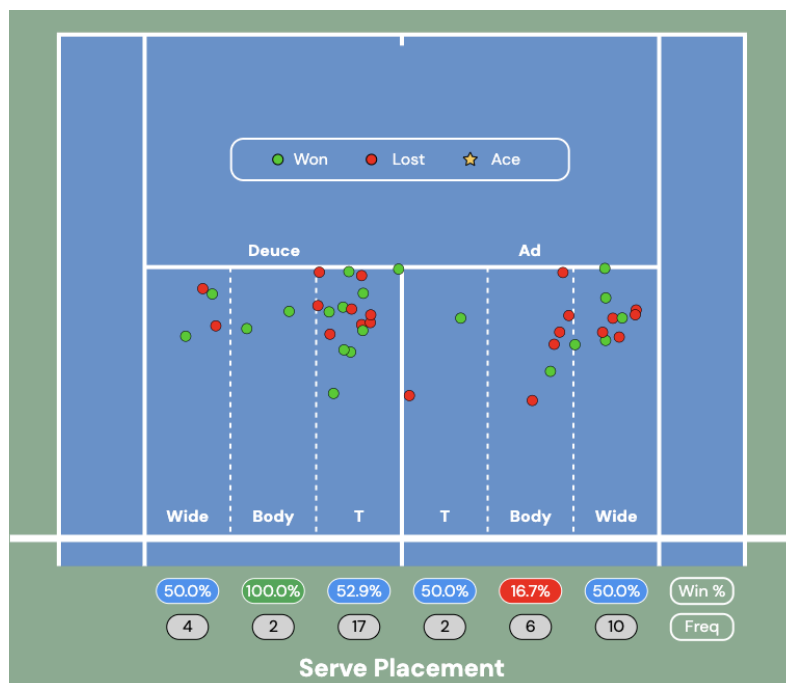 Won Lost Ace
Deuce Ad
Wide Body T T Body Wide
50.0% 100.0% 52.9% 50.0% 16.7% 50.0% Win %
4 2 17 2 6 10 Freq
Serve Placement